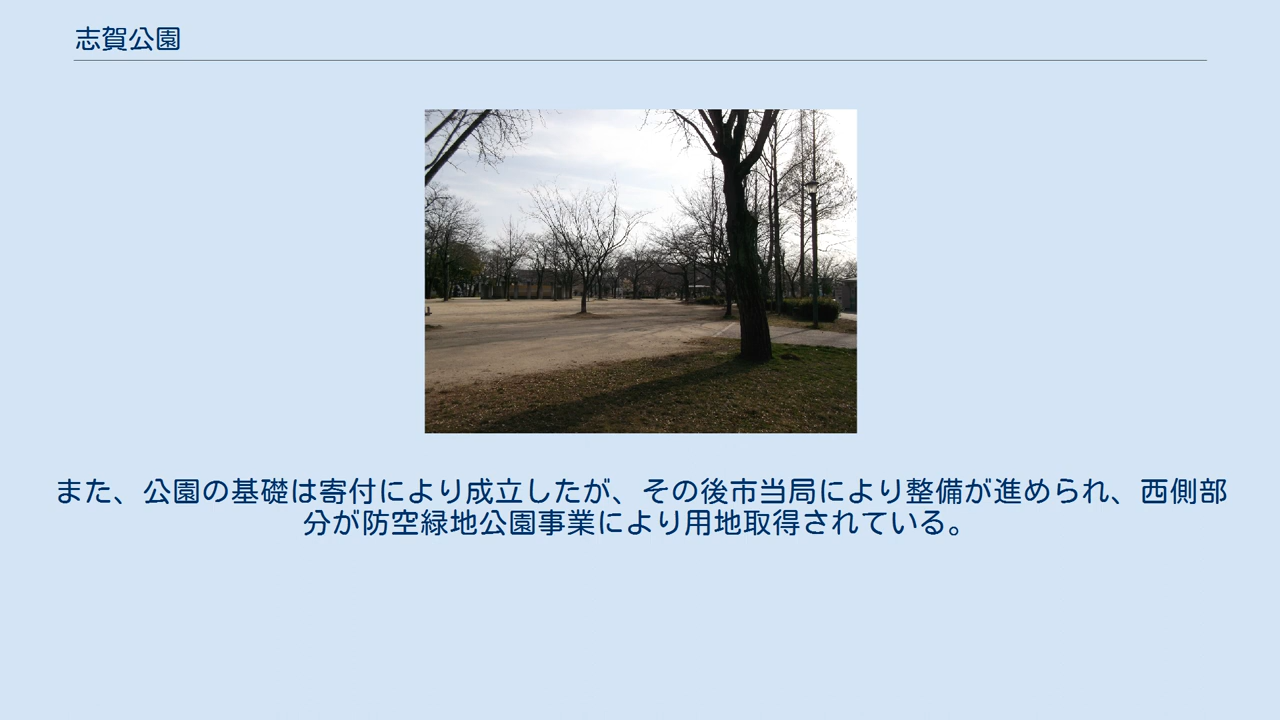 志賀公園
また、公園の基礎は寄付により成立したが、その後市当局により整備が進められ、西側部
分が防空緑地公園事業により用地取得されている。